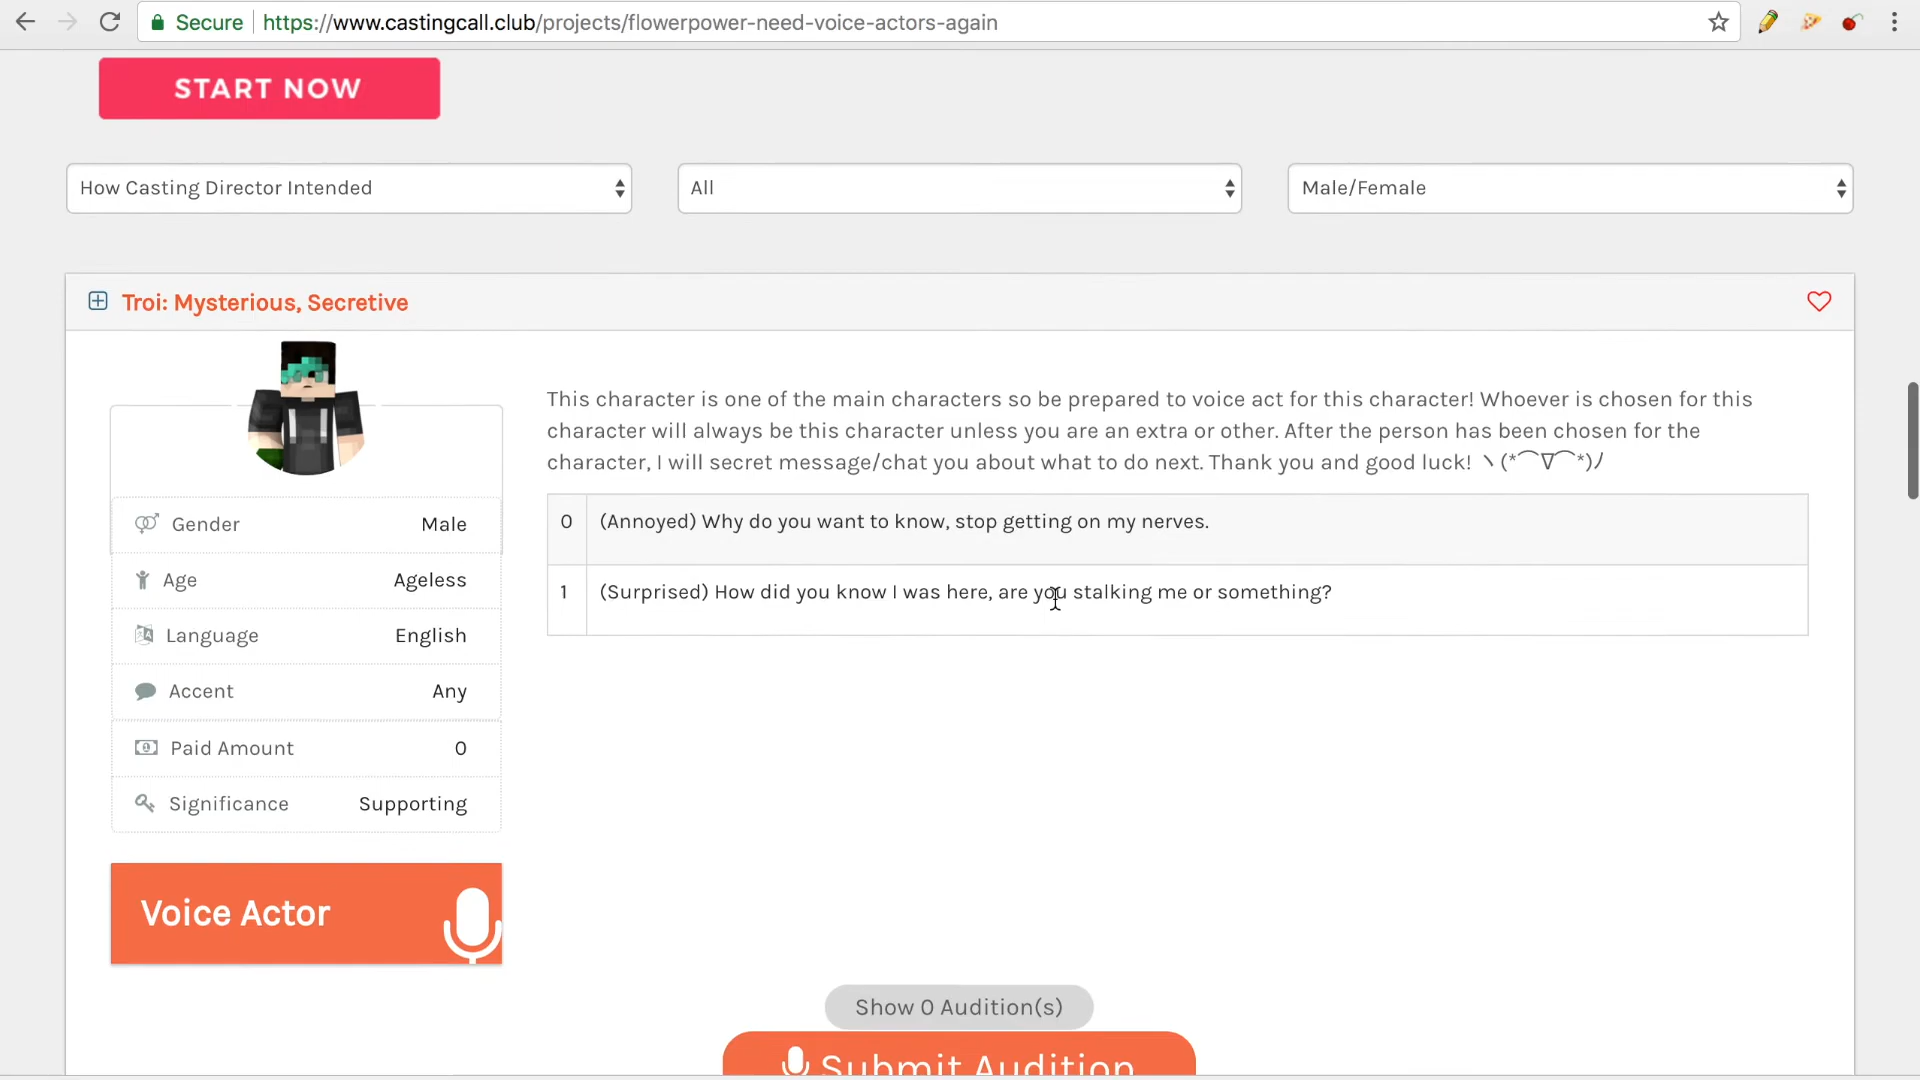 Secure https://www.castingcall.club/projects/flowerpower-need-voice-actors-again
START NOW
How Casting Director Intended All Male/Female
Troi: Mysterious, Secretive
This character is one of the main characters so be prepared to voice act for this character! Whoever is chosen for this
character will always be this character unless you are an extra or other. After the person has been chosen for the
character, I will secret message/chat you about what to do next. Thank you and good luck! ヽ(*⌒∇⌒*)ﾉ
0 (Annoyed) Why do you want to know, stop getting on my nerves.
1 (Surprised) How did you know I was here, are you stalking me or something?
Gender Male
Age Ageless
Language English
Accent Any
Paid Amount 0
Significance Supporting
Voice Actor
Show 0 Audition(s)
Submit Audition